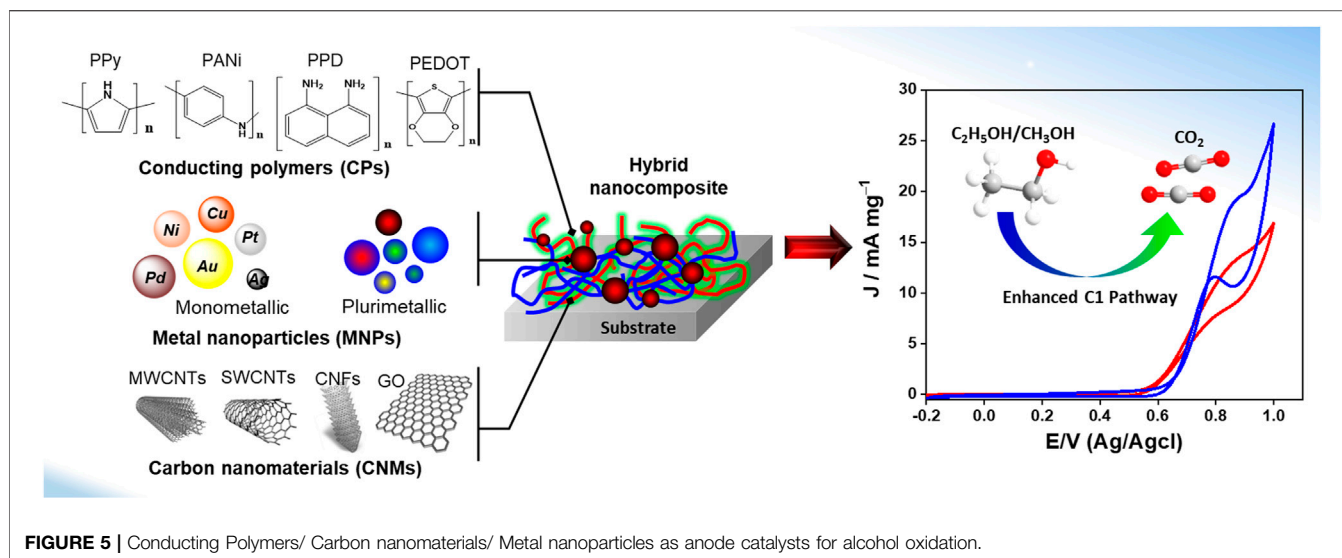 PPy
PANi
PPD
PEDOT
H
N
n
N
H
n
NH₂ NH₂
n
S
O O
n
Conducting polymers (CPs)
Ni
Cu
Pt
Pd
Au
Ag
Monometallic
Plurimetallic
Metal nanoparticles (MNPs)
MWCNTs
SWCNTs
CNFs
GO
Carbon nanomaterials (CNMs)
Hybrid
nanocomposite
Substrate
J / mA mg⁻¹
30
25
20
15
10
5
0
-0.2 0.0 0.2 0.4 0.6 0.8 1.0
E/V (Ag/Agcl)
C₂H₅OH/CH₃OH
CO₂
Enhanced C1 Pathway
FIGURE 5 | Conducting Polymers/ Carbon nanomaterials/ Metal nanoparticles as anode catalysts for alcohol oxidation.